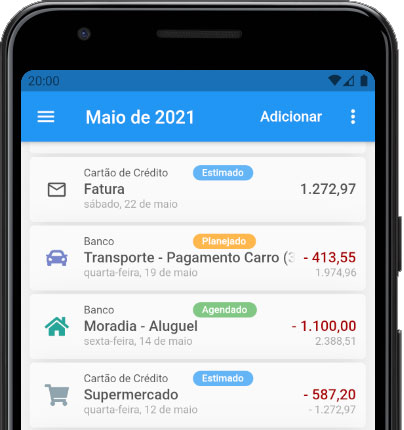 20:00
Maio de 2021 Adicionar
Cartão de Crédito Estimado
Fatura 1.272,97
sábado, 22 de maio
Banco Planejado
Transporte - Pagamento Carro ( - 413,55
quarta-feira, 19 de maio 1.974,96
Banco Agendado
Moradia - Aluguel - 1.100,00
sexta-feira, 14 de maio 2.388,51
Cartão de Crédito Estimado
Supermercado - 587,20
quarta-feira, 12 de maio - 1.272,97